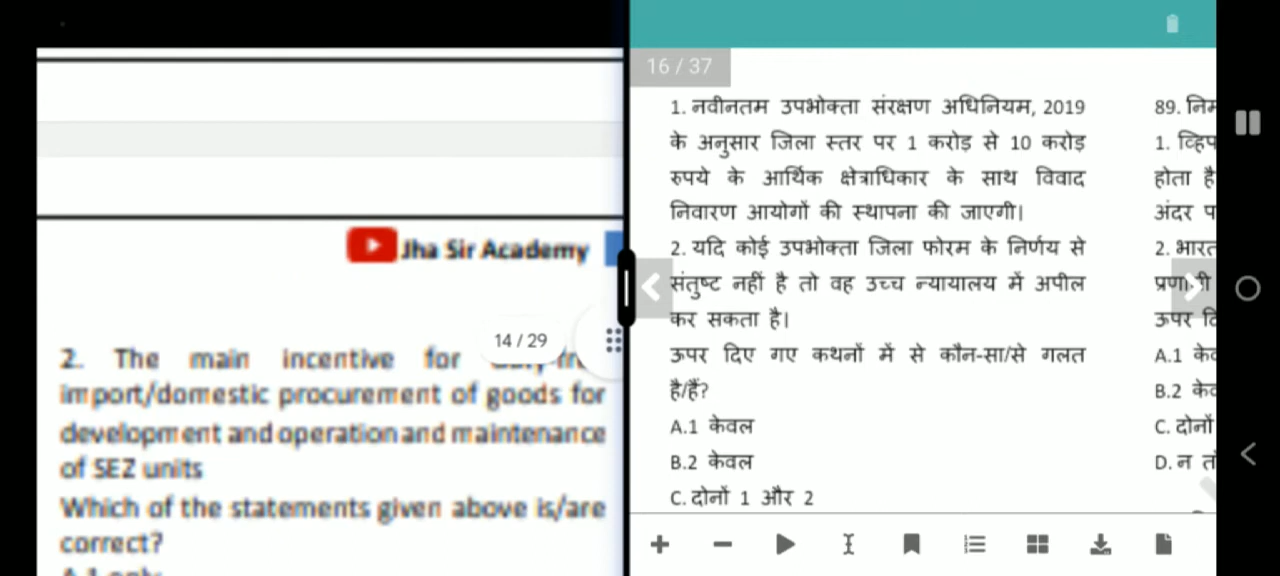 Jha Sir Academy
14 / 29
2. The main incentive for
import/domestic procurement of goods for
development and operation and maintenance
of SEZ units
Which of the statements given above is/are
correct?
A.1 only
16 / 37
1. नवीनतम उपभोक्ता संरक्षण अधिनियम, 2019
के अनुसार जिला स्तर पर 1 करोड़ से 10 करोड़
रुपये के आर्थिक क्षेत्राधिकार के साथ विवाद
निवारण आयोगों की स्थापना की जाएगी।
2. यदि कोई उपभोक्ता जिला फोरम के निर्णय से
संतुष्ट नहीं है तो वह उच्च न्यायालय में अपील
कर सकता है।
ऊपर दिए गए कथनों में से कौन-सा/से गलत
है/हैं?
A.1 केवल
B.2 केवल
C. दोनों 1 और 2
89.
1.
होता है
अंदर
2. भारत
ऊपर
A.1
B.2
C. दोनों
D. न